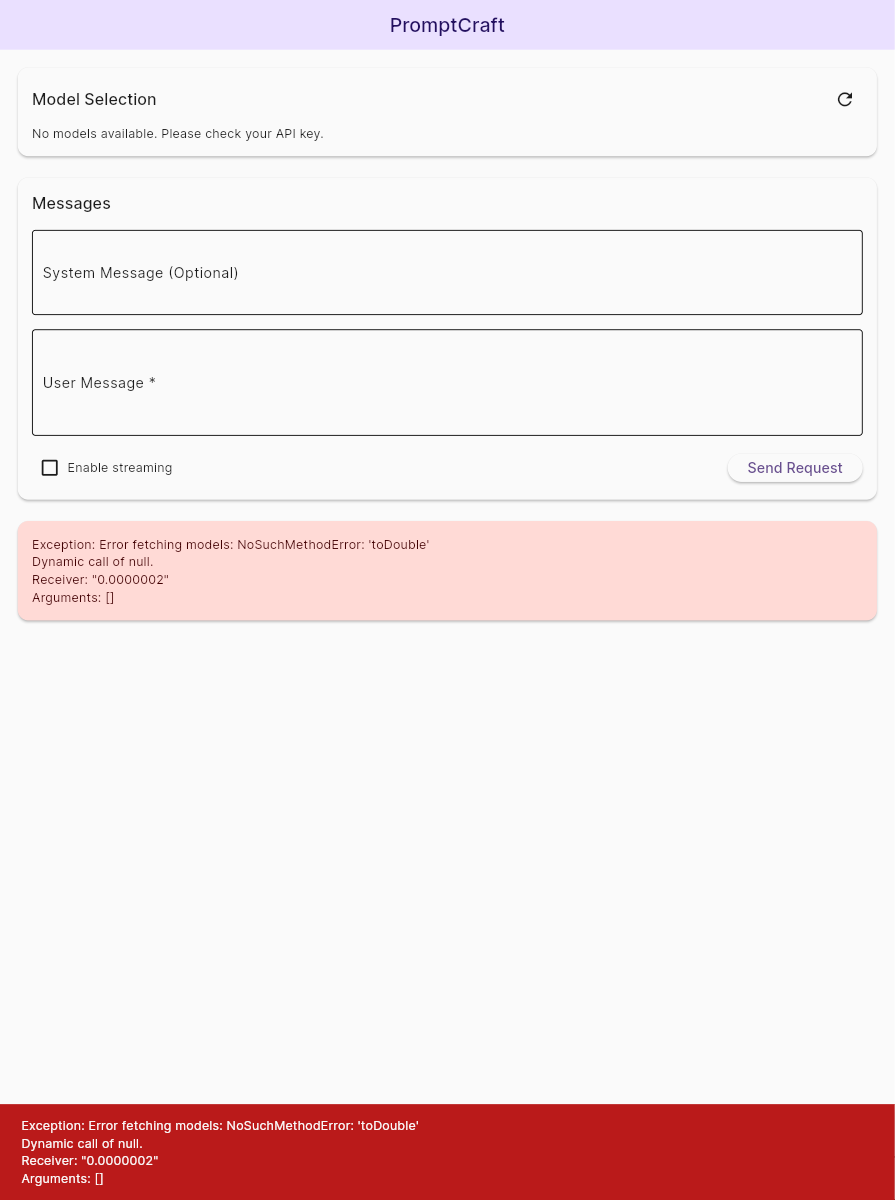 PromptCraft
Model Selection
No models available. Please check your API key.
Messages
System Message (Optional)
User Message *
Enable streaming
Send Request
Exception: Error fetching models: NoSuchMethodError: 'toDouble'
Dynamic call of null.
Receiver: "0.0000002"
Arguments: []
Exception: Error fetching models: NoSuchMethodError: 'toDouble'
Dynamic call of null.
Receiver: "0.0000002"
Arguments: []